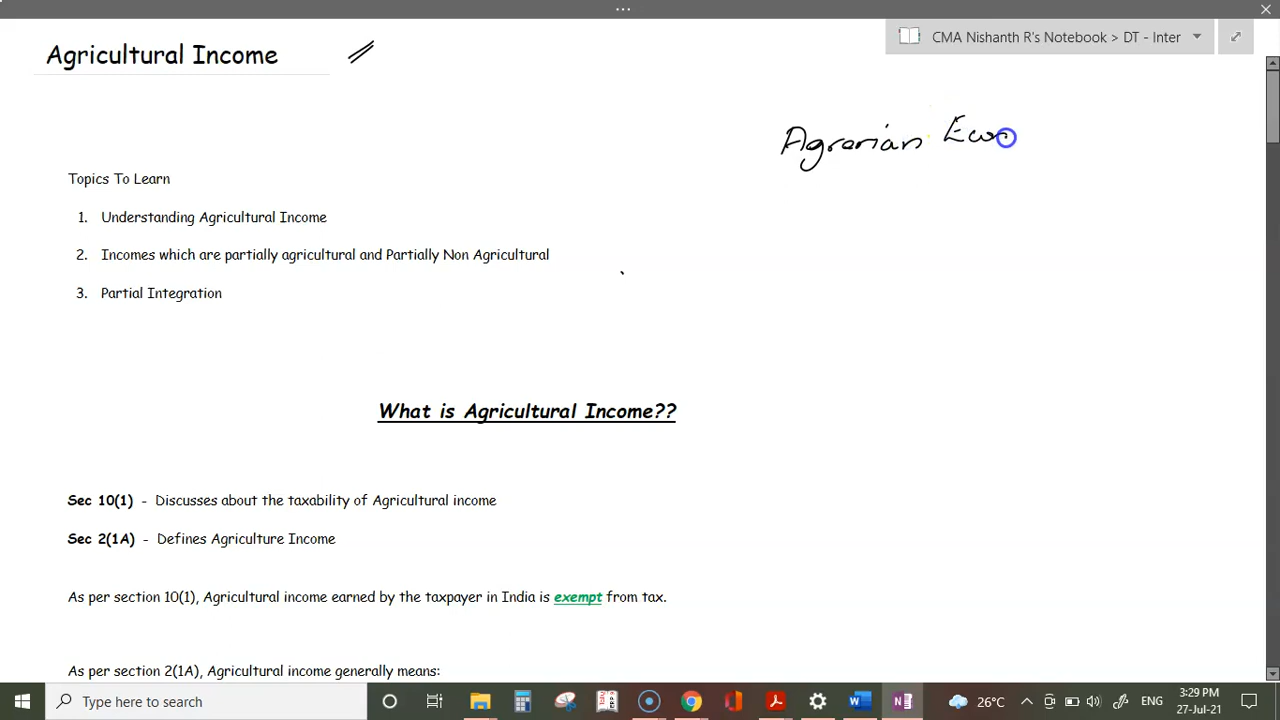 Agricultural Income
CMA Nishanth R's Notebook > DT - Inter
Agrarian
Topics To Learn
1. Understanding Agricultural Income
2. Incomes which are partially agricultural and Partially Non Agricultural
3. Partial Integration
What is Agricultural Income??
Sec 10(1) - Discusses about the taxability of Agricultural income
Sec 2(1A) - Defines Agriculture Income
As per section 10(1), Agricultural income earned by the taxpayer in India is exempt from tax.
As per section 2(1A), Agricultural income generally means:
Type here to search
26°C
ENG
3:29 PM
27-Jul-21